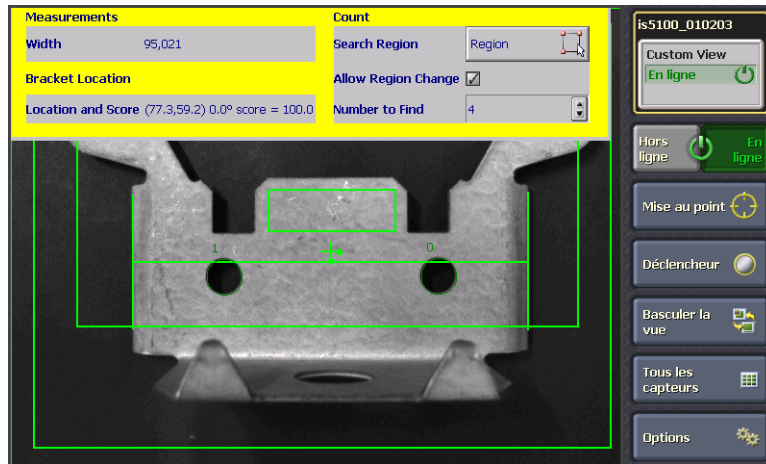 Measurements
Width 95,021
Bracket Location
Location and Score (77.3,59.2) 0.0° score = 100.0
Count
Search Region Region
Allow Region Change
Number to Find 4
1
0
is5100_010203
Custom View
En ligne
Hors
ligne
En
ligne
Mise au point
Déclencheur
Basculer la
vue
Tous les
capteurs
Options